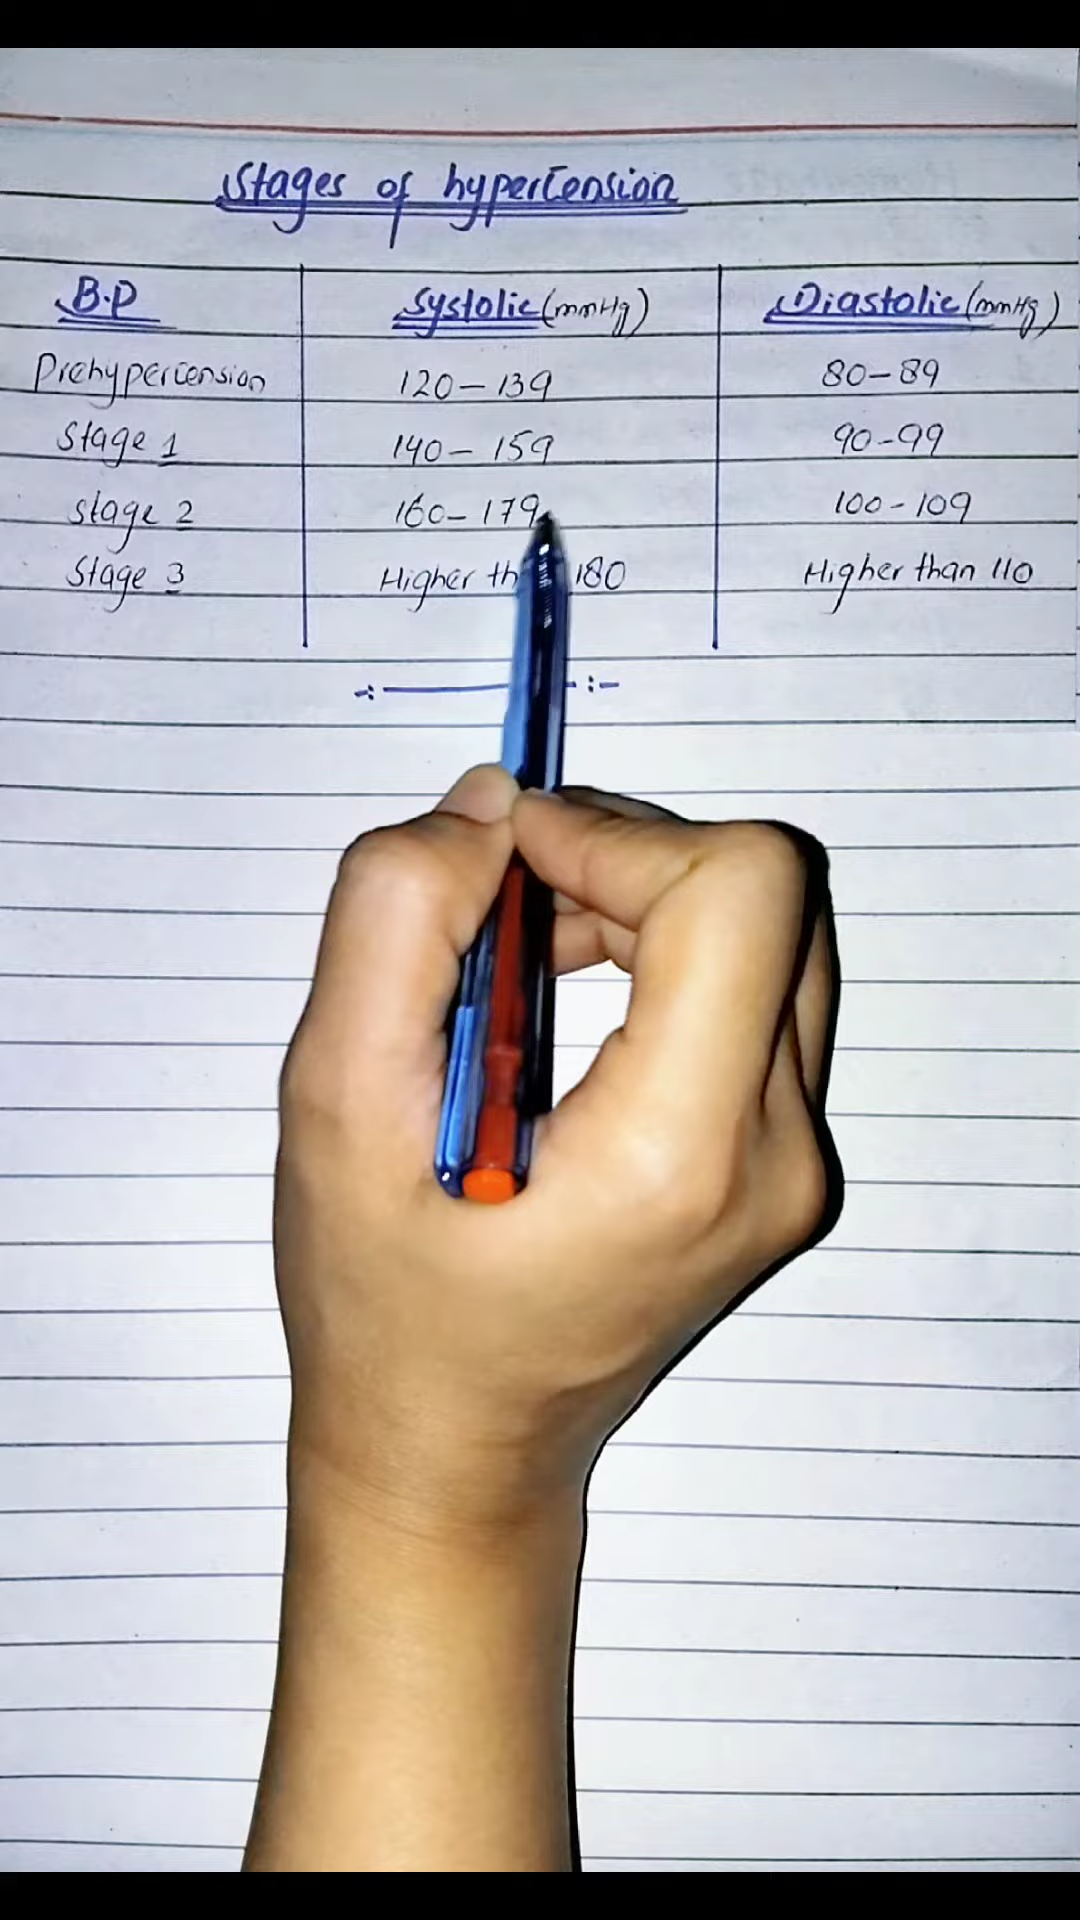 Stages of hypertension
B.P Systolic (mmHg) Diastolic (mmHg)
Prehypertension 120-139 80-89
Stage 1 140-159 90-99
stage 2 160-179 100-109
Stage 3 Higher th 180 Higher than 110